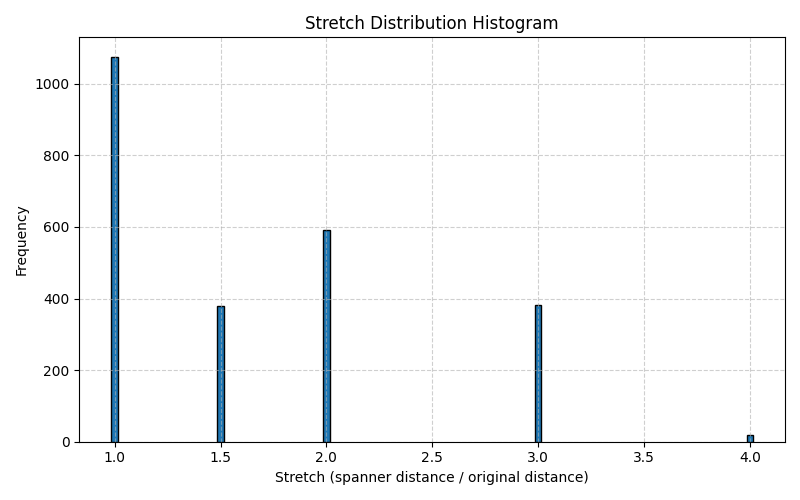 Stretch Distribution Histogram
Frequency
1000
800
600
400
200
0
1.0 1.5 2.0 2.5 3.0 3.5 4.0
Stretch (spanner distance / original distance)